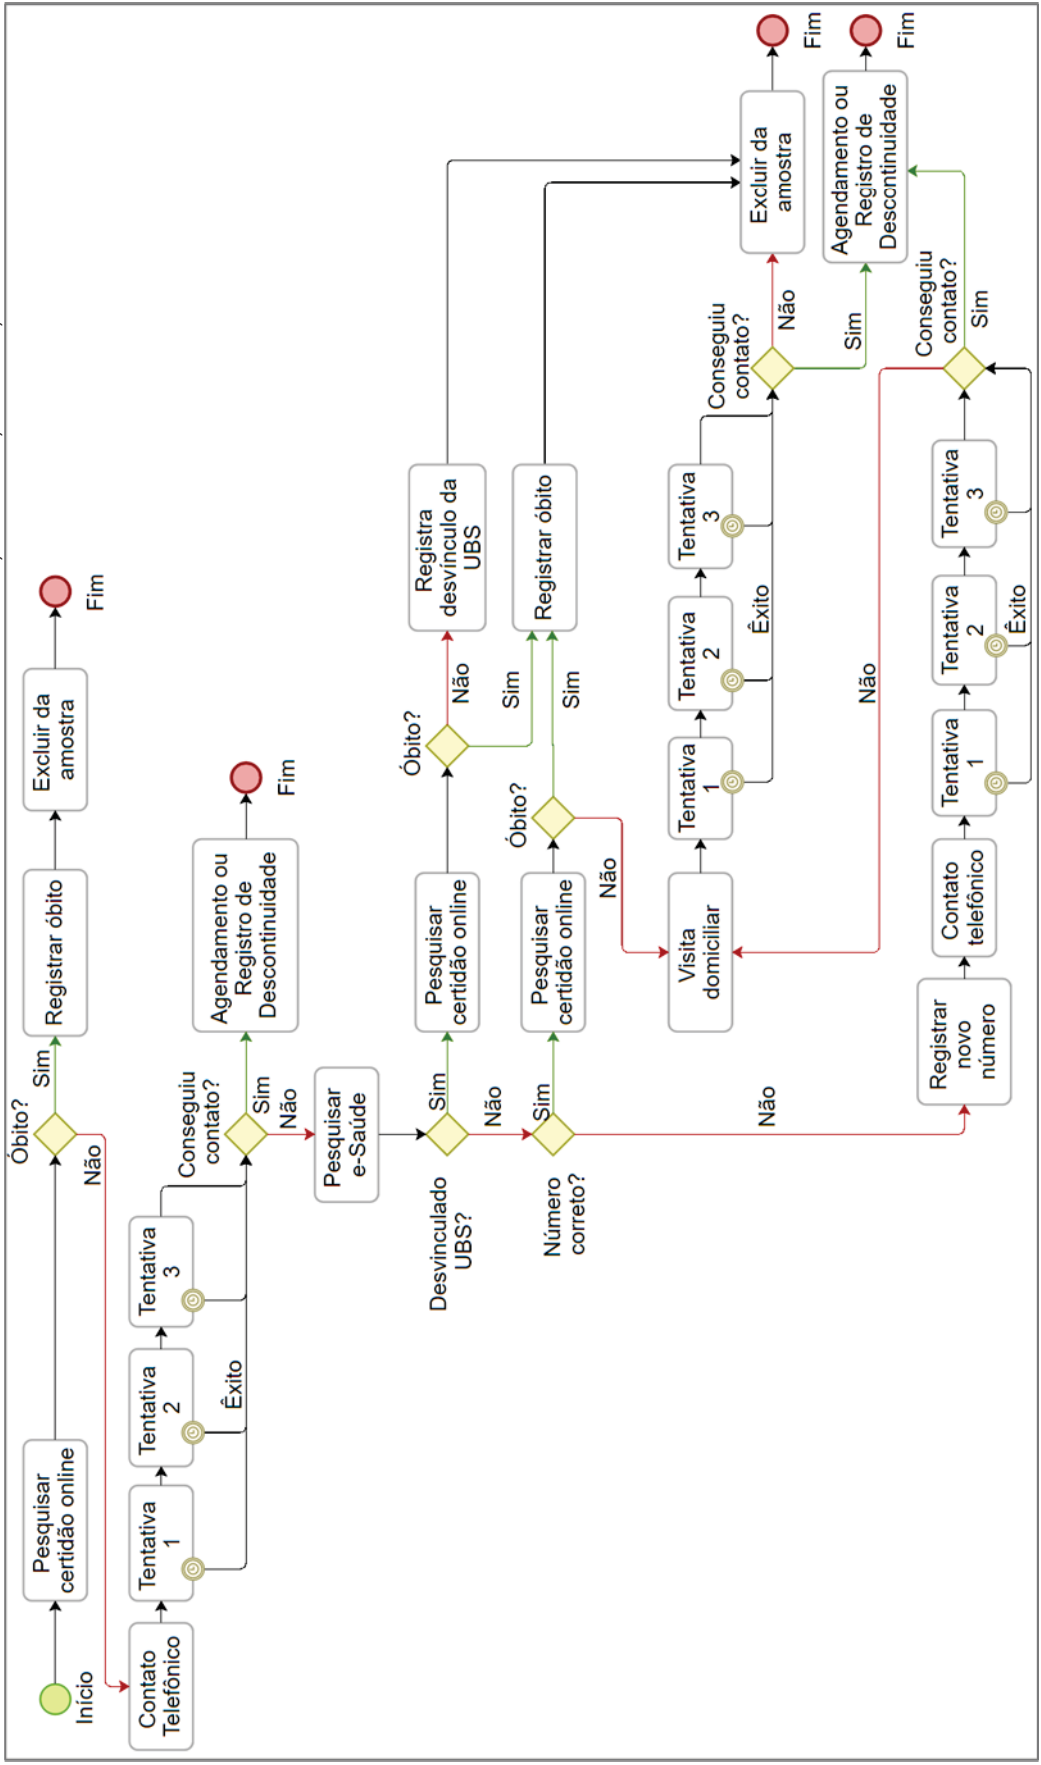 Início
Pesquisar
certidão online
Óbito?
Sim
Não
Registrar óbito
Excluir da
amostra
Fim
Contato
Telefônico
Tentativa
1
Tentativa
2
Tentativa
3
Êxito
Conseguiu
contato?
Sim
Não
Agendamento ou
Registro de
Descontinuidade
Fim
Pesquisar
e-Saúde
Desvinculado
UBS?
Sim
Não
Pesquisar
certidão online
Óbito?
Não
Sim
Registra
desvínculo da
UBS
Número
correto?
Sim
Não
Pesquisar
certidão online
Óbito?
Sim
Não
Registrar óbito
Visita
domiciliar
Tentativa
1
Tentativa
2
Tentativa
3
Êxito
Conseguiu
contato?
Não
Sim
Excluir da
amostra
Fim
Agendamento ou
Registro de
Descontinuidade
Fim
Registrar
novo
número
Contato
telefônico
Tentativa
1
Tentativa
2
Tentativa
3
Êxito
Conseguiu
contato?
Sim
Não